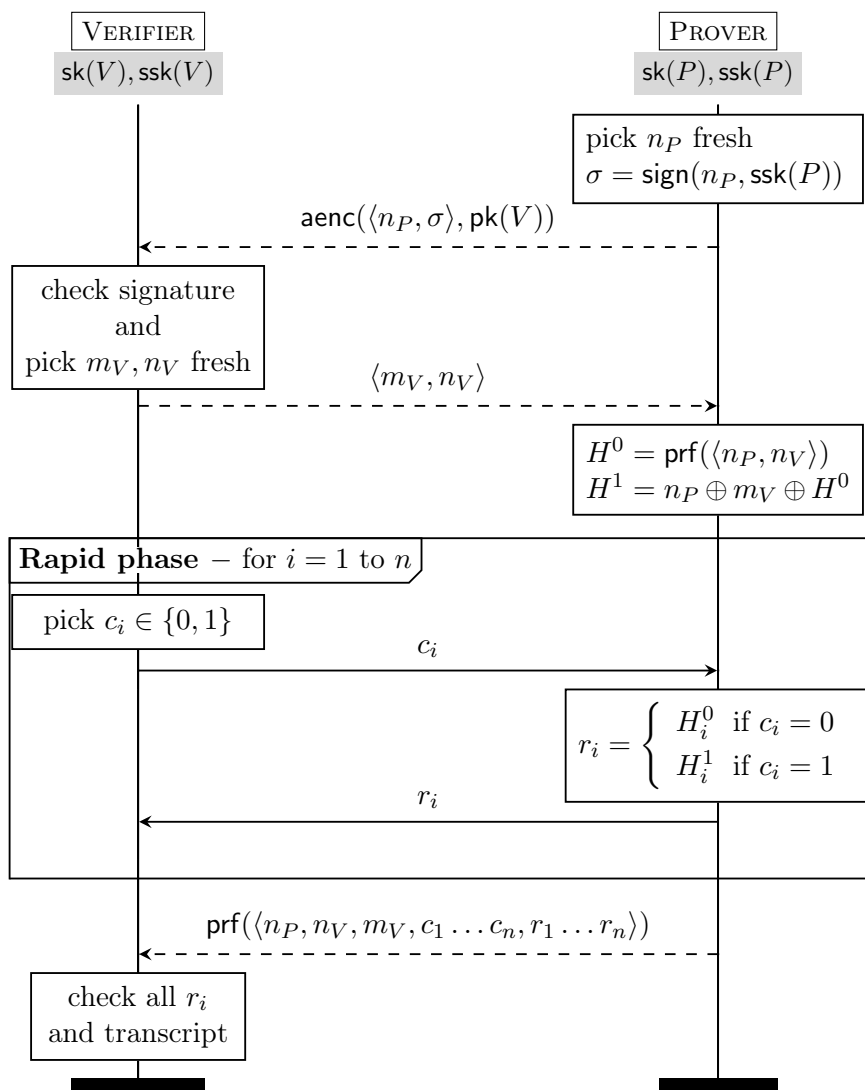 VERIFIER
PROVER
sk(V), ssk(V)
sk(P), ssk(P)
pick n_P fresh
σ = sign(n_P, ssk(P))
aenc(⟨n_P, σ⟩, pk(V))
check signature
and
pick m_V, n_V fresh
⟨m_V, n_V⟩
H^0 = prf(⟨n_P, n_V⟩)
H^1 = n_P ⊕ m_V ⊕ H^0
Rapid phase – for i = 1 to n
pick c_i ∈ {0, 1}
c_i
r_i = { H_i^0 if c_i = 0
H_i^1 if c_i = 1
r_i
prf(⟨n_P, n_V, m_V, c_1 … c_n, r_1 … r_n⟩)
check all r_i
and transcript